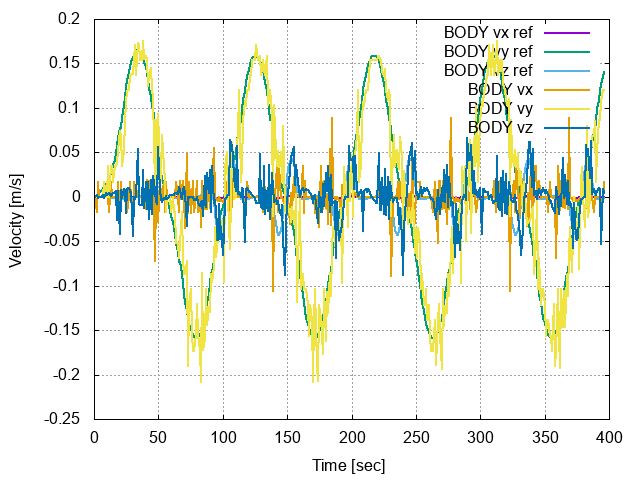 0.2
0.15
0.1
0.05
0
-0.05
-0.1
-0.15
-0.2
-0.25
Velocity [m/s]
BODY vx ref
BODY vy ref
BODY vz ref
BODY vx
BODY vy
BODY vz
0 50 100 150 200 250 300 350 400
Time [sec]